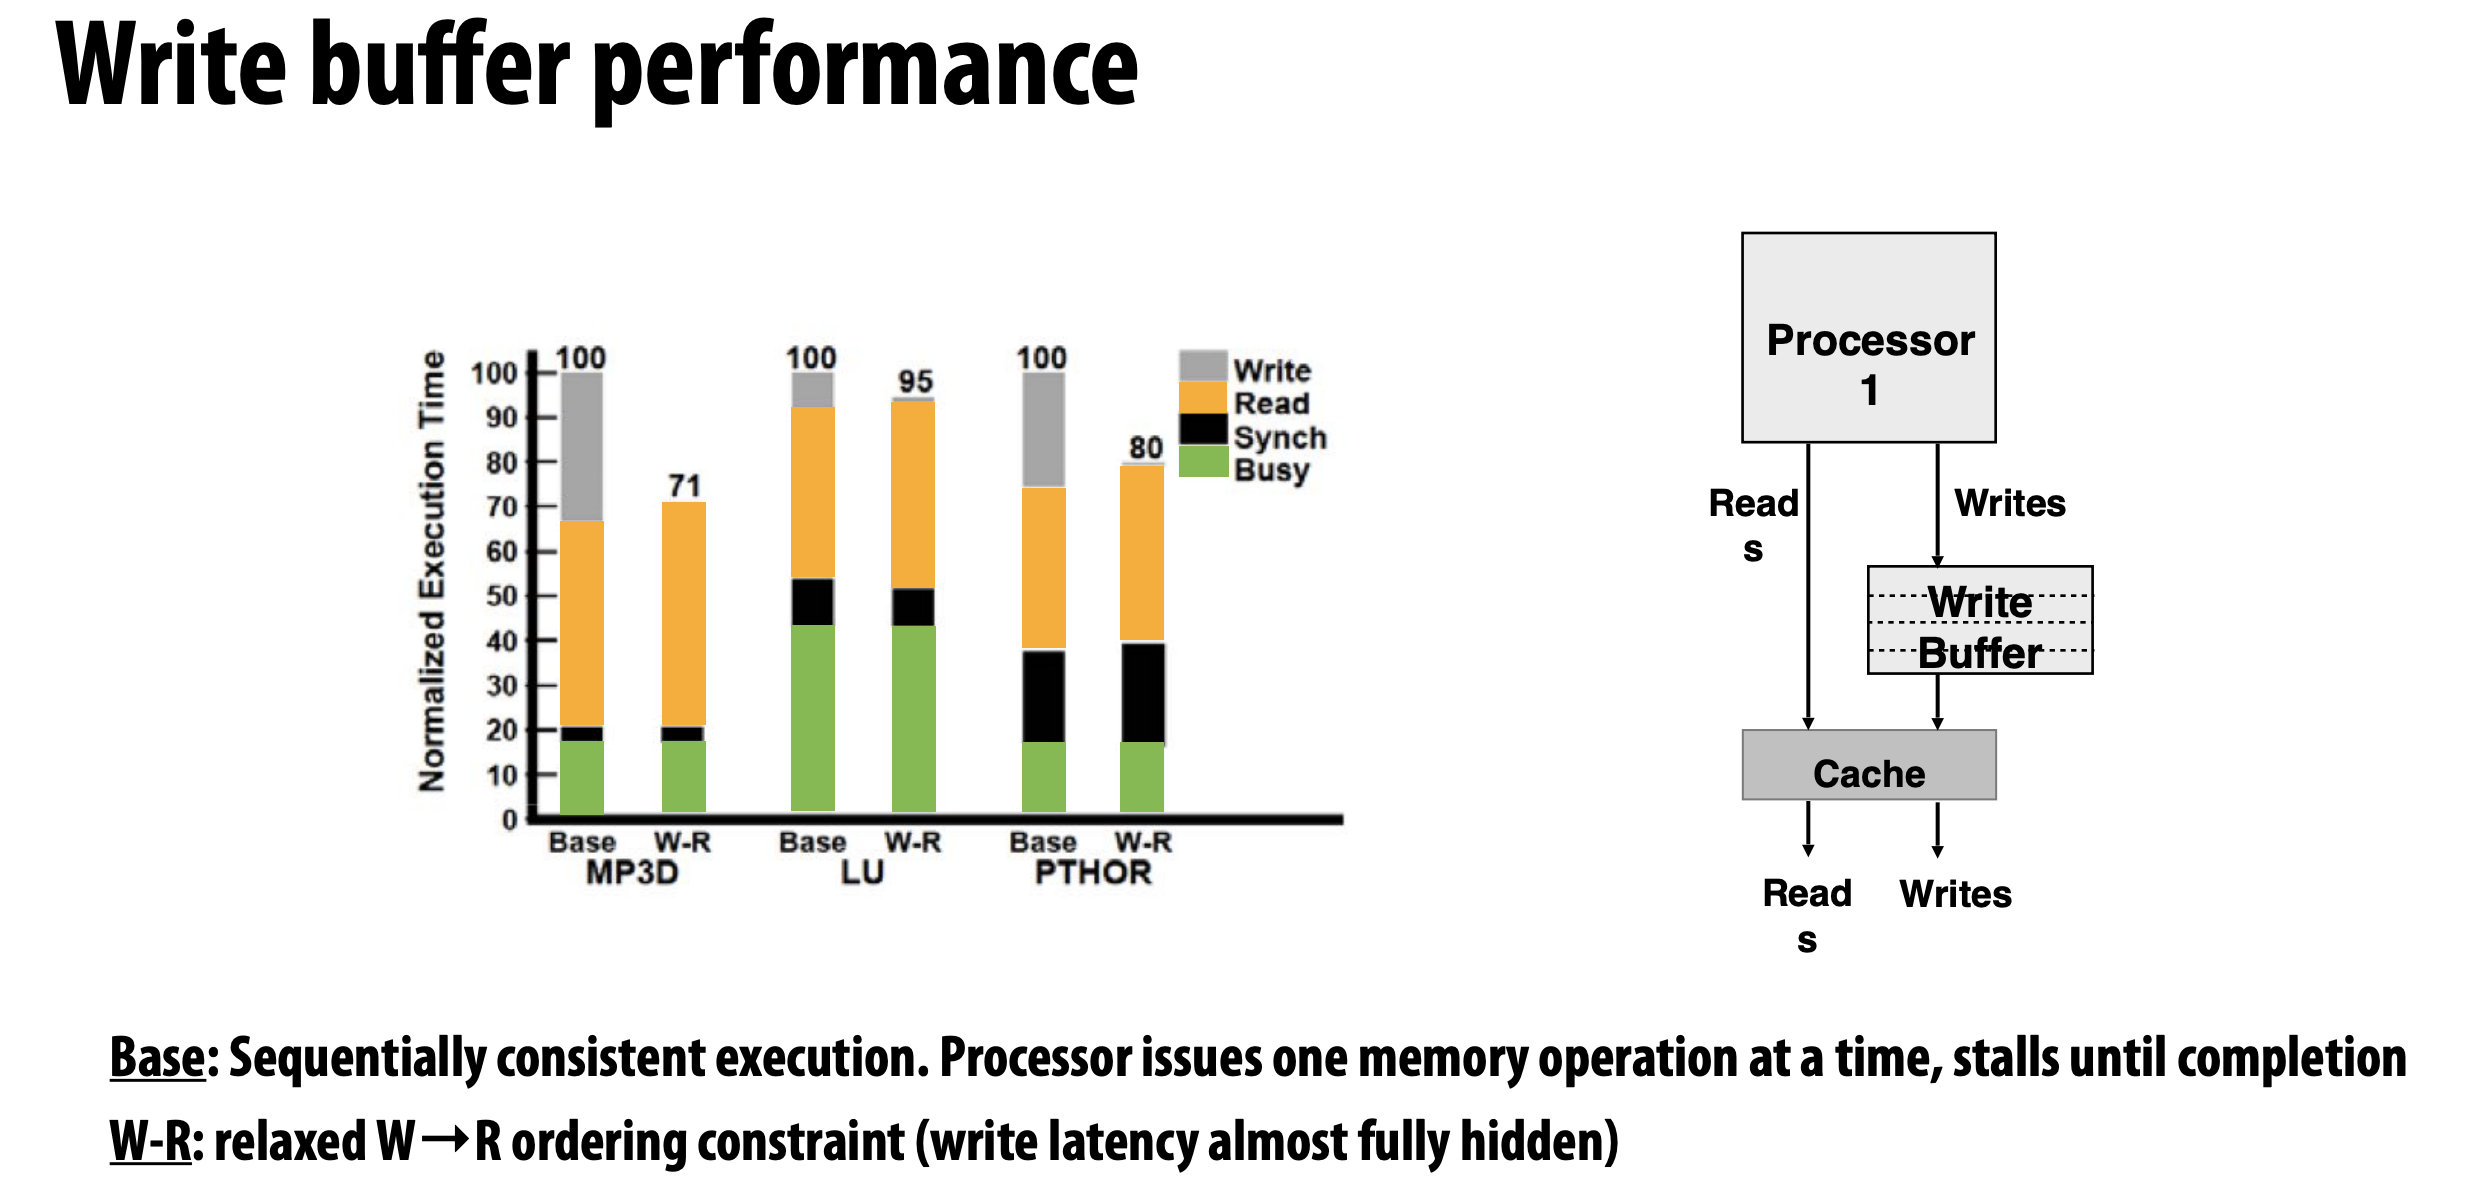 Write buffer performance
Normalized Execution Time
100
90
80
70
60
50
40
30
20
10
0
100
71
100
95
100
80
Write
Read
Synch
Busy
Base W-R Base W-R Base W-R
MP3D LU PTHOR
Processor
1
Read
s
Writes
Write
Buffer
Cache
Read
s
Writes
Base: Sequentially consistent execution. Processor issues one memory operation at a time, stalls until completion
W-R: relaxed W→R ordering constraint (write latency almost fully hidden)